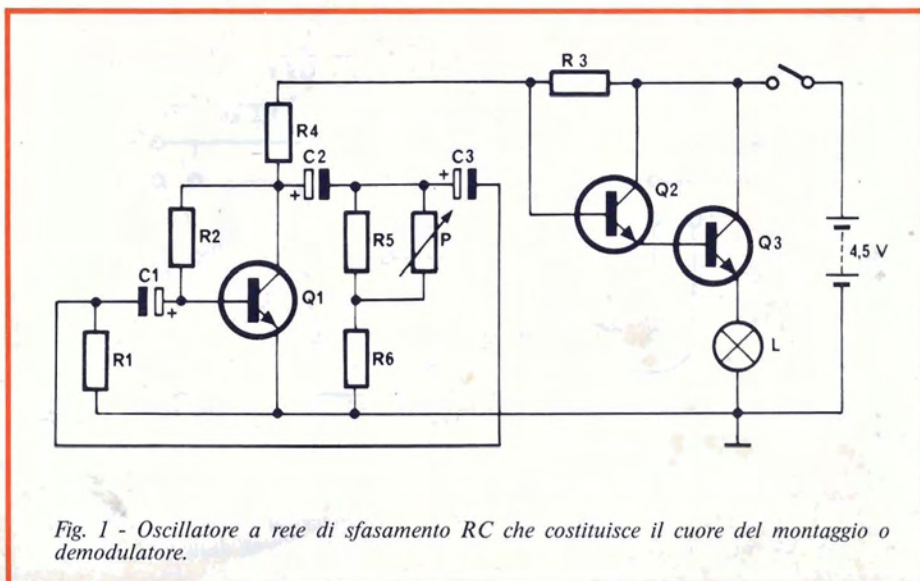 R 3
R4
C2
C3
+
+
Q2
R2
R5
P
Q3
4,5 V
C1
+
Q1
L
R1
R6
Fig. 1 - Oscillatore a rete di sfasamento RC che costituisce il cuore del montaggio o
demodulatore.